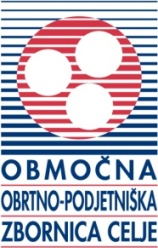 OBMOČNA
OBRTNO-PODJETNIŠKA
ZBORNICA CELJE